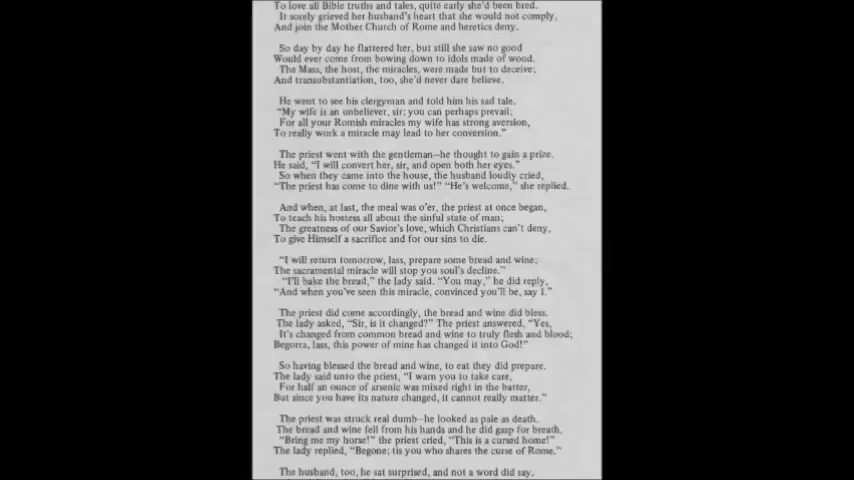 To love all Bible truths and tales, quite early she'd been bred.
It sorely grieved her husband's heart that she would not comply,
And join the Mother Church of Rome and heretics deny.
So day by day he flattered her, but still she saw no good
Would ever come from bowing down to idols made of wood.
The Mass, the host, the miracles, were made but to deceive;
And transubstantiation, too, she'd never dare believe.
He went to see his clergyman and told him his sad tale.
"My wife is an unbeliever, sir; you can perhaps prevail;
For all your Romish miracles my wife has strong aversion,
To really work a miracle may lead to her conversion."
The priest went with the gentleman—he thought to gain a prize.
He said, "I will convert her, sir, and open both her eyes."
So when they came into the house, the husband loudly cried,
"The priest has come to dine with us!" "He's welcome," she replied.
And when, at last, the meal was o'er, the priest at once began,
To teach his hostess all about the sinful state of man;
The greatness of our Savior's love, which Christians can't deny,
To give Himself a sacrifice and for our sins to die.
"I will return tomorrow, lass, prepare some bread and wine;
The sacramental miracle will stop you soul's decline."
"I'll bake the bread," the lady said. "You may," he did reply,
"And when you've seen this miracle, convinced you'll be, say I."
The priest did come accordingly, the bread and wine did bless.
The lady asked, "Sir, is it changed?" The priest answered, "Yes,
It's changed from common bread and wine to truly flesh and blood;
Begorra, lass, this power of mine has changed it into God!"
So having blessed the bread and wine, to eat they did prepare.
The lady said unto the priest, "I warn you to take care,
For half an ounce of arsenic was mixed right in the batter,
But since you have its nature changed, it cannot really matter."
The priest was struck real dumb—he looked as pale as death.
The bread and wine fell from his hands and he did gasp for breath.
"Bring me my horse!" the priest cried, "This is a cursed home!"
The lady replied, "Begone; tis you who shares the curse of Rome."
The husband, too, he sat surprised, and not a word did say.